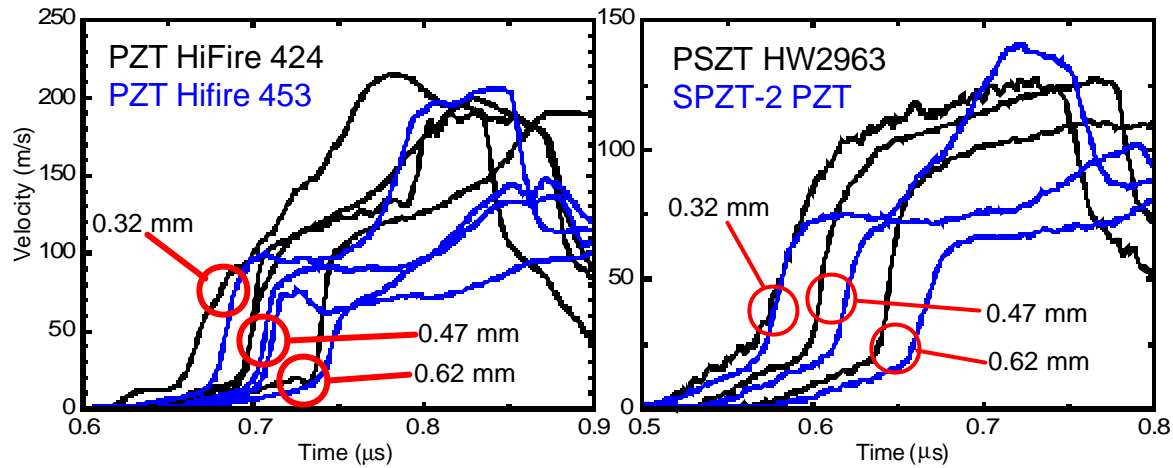 PZT HiFire 424
PZT Hifire 453
0.32 mm
0.47 mm
0.62 mm
Velocity (m/s)
250
200
150
100
50
0
0.6
0.7
0.8
0.9
Time (μs)
PSZT HW2963
SPZT-2 PZT
0.32 mm
0.47 mm
0.62 mm
150
100
50
0
0.5
0.6
0.7
0.8
Time (μs)